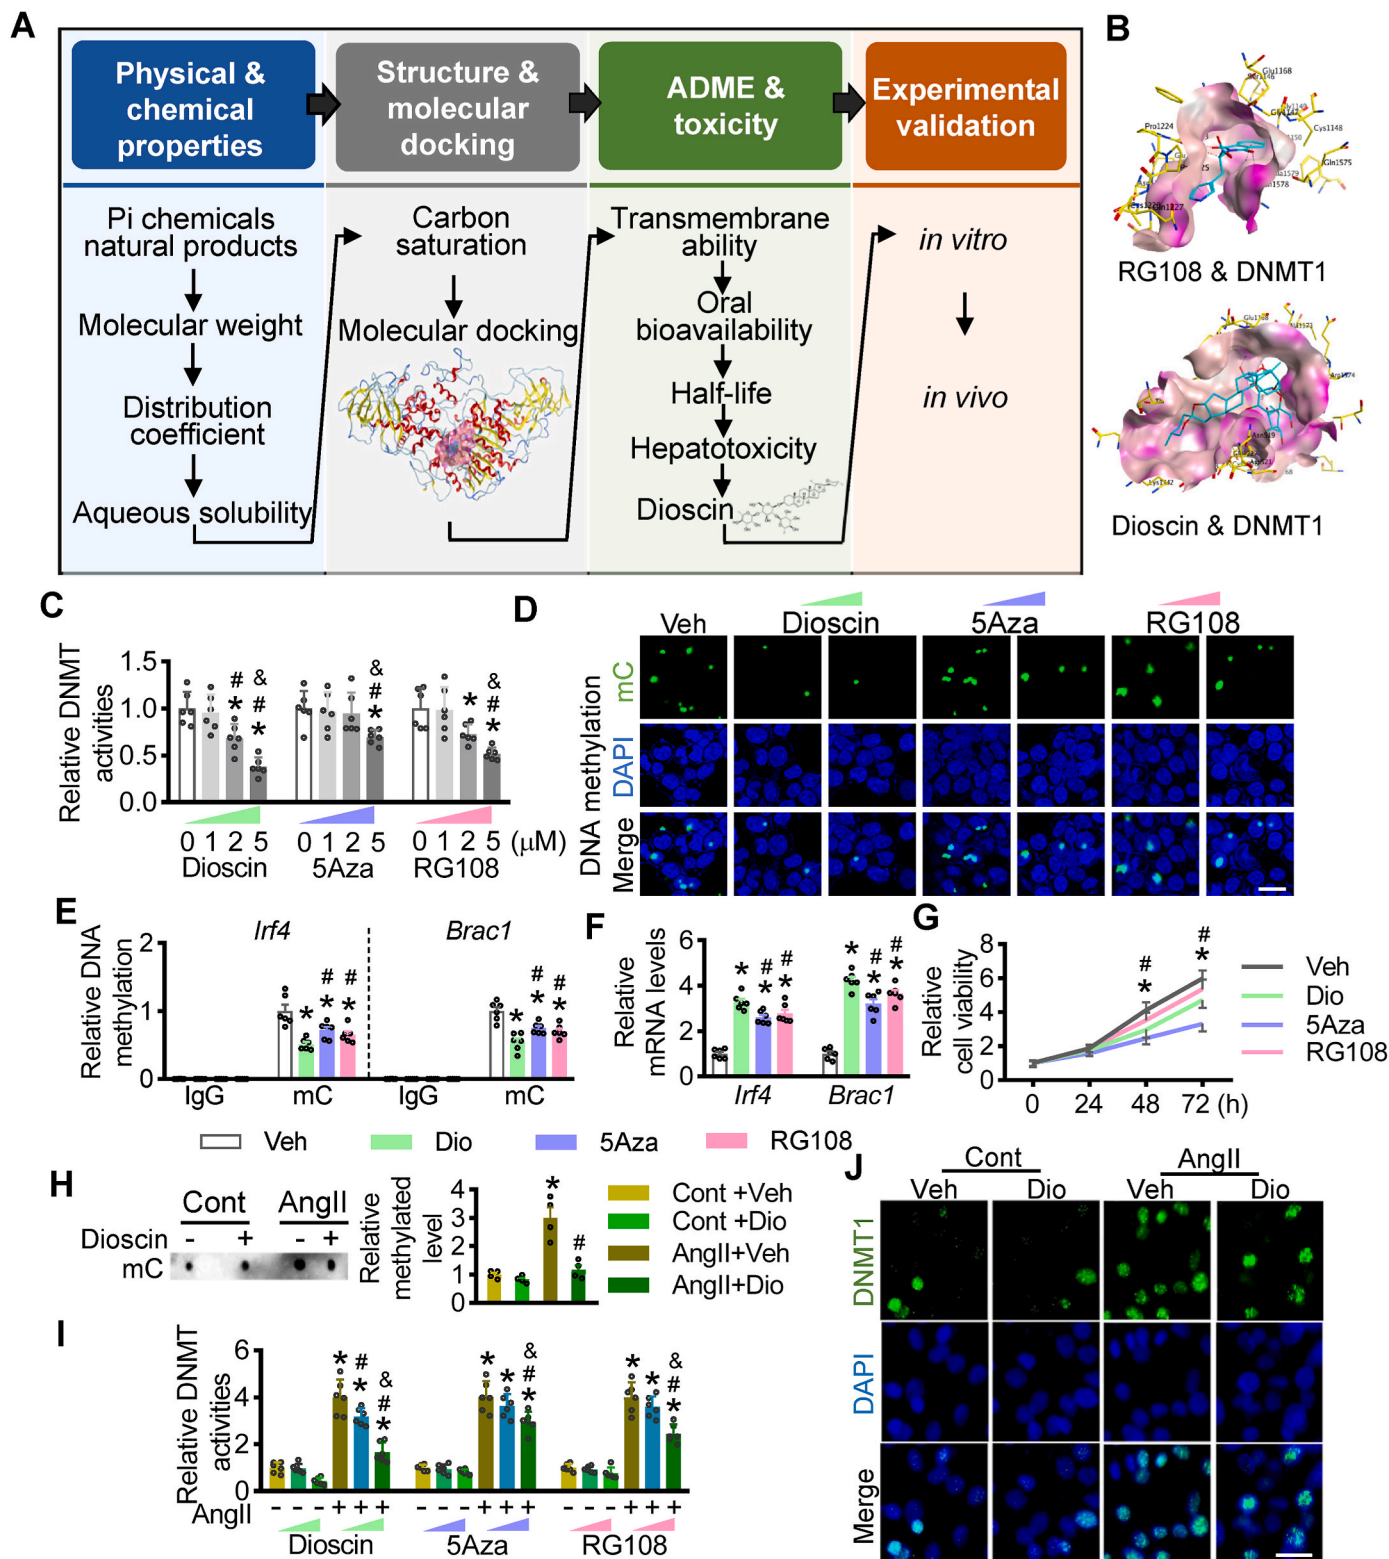 A
Physical &
chemical
properties
Structure &
molecular
docking
ADME &
toxicity
Experimental
validation
Pi chemicals
natural products
Molecular weight
Distribution
coefficient
Aqueous solubility
Carbon
saturation
Molecular docking
Transmembrane
ability
Oral
bioavailability
Half-life
Hepatotoxicity
Dioscin
in vitro
in vivo
B
Glu1168
Pro1224
Cys1148
Gln1575
RG108 & DNMT1
Dioscin & DNMT1
C
Relative DNMT
activities
1.5
1.0
0.5
0.0
# * & # * & # * * & # *
0 1 2 5 0 1 2 5 0 1 2 5 (μM)
Dioscin 5Aza RG108
D
Veh Dioscin 5Aza RG108
DNA methylation
mC
DAPI
Merge
E
Relative DNA
methylation
Irf4 Brac1
2
1
0
* # * # * * # * # *
IgG mC IgG mC
F
Relative
mRNA levels
6
4
2
0
* # * # * * # * # *
Irf4 Brac1
G
Relative
cell viability
8
6
4
2
0
# * # *
0 24 48 72 (h)
Veh
Dio
5Aza
RG108
Veh Dio 5Aza RG108
H
Cont AngII
Dioscin - + - +
mC
Relative
methylated
level
4
3
2
1
0
* #
Cont +Veh
Cont +Dio
AngII+Veh
AngII+Dio
I
Relative DNMT
activities
6
4
2
0
* # * & # * * * & # * * * & # *
AngII - - - + + + - - - + + + - - - + + +
Dioscin 5Aza RG108
J
Cont AngII
Veh Dio Veh Dio
DNMT1
DAPI
Merge